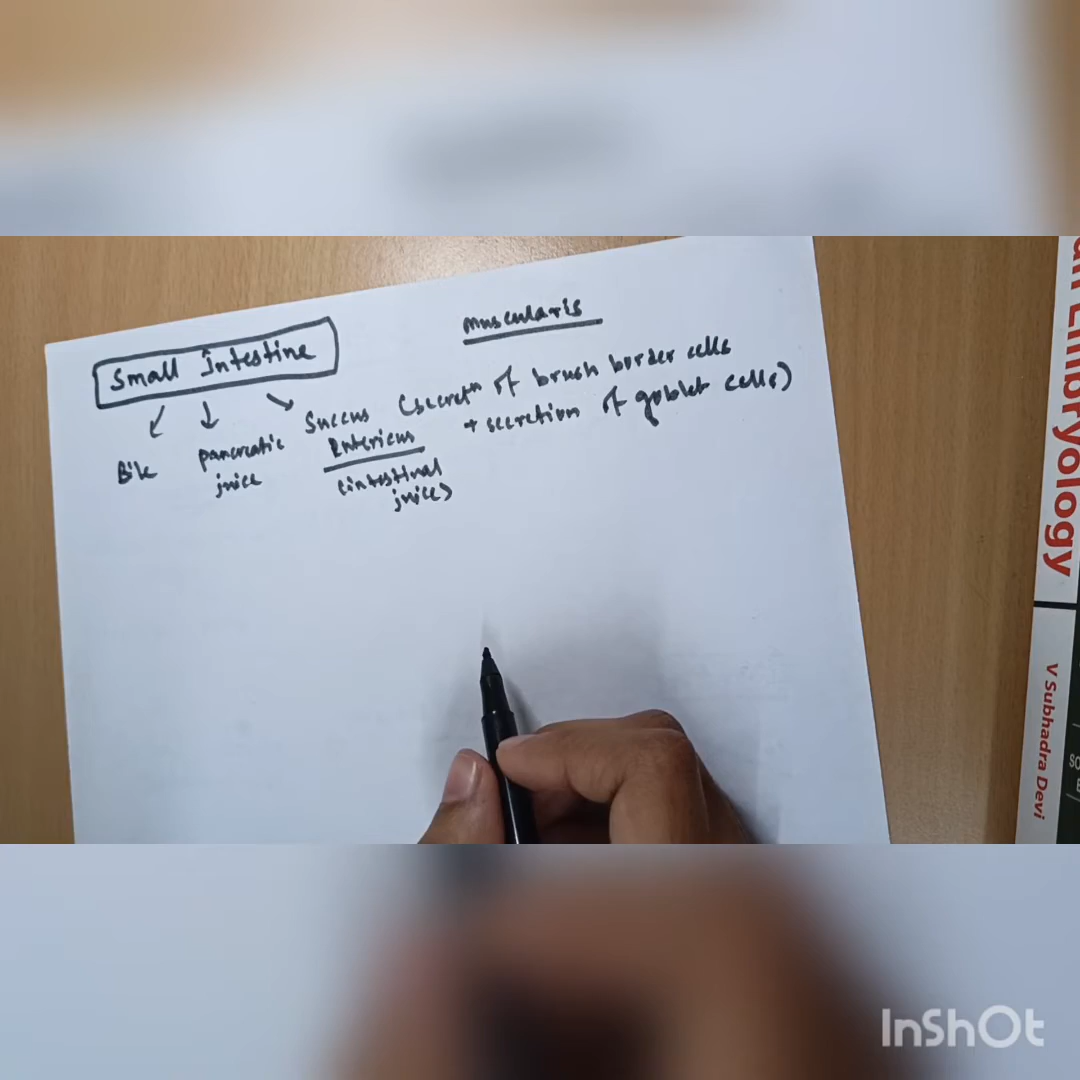 Muscularis
Small Intestine
Bile
pancreatic
juice
Succus (secretn of brush border cells
Entericus + secretion of goblet cells)
(intestinal
juice)
an Embryology
V Subhadra Devi
InShOt